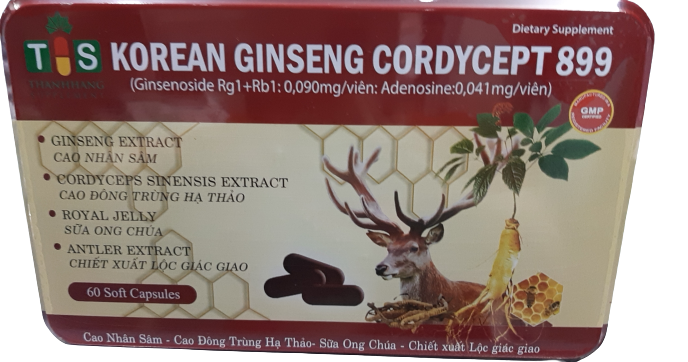 Dietary Supplement
TS KOREAN GINSENG CORDYCEPT 899
THANHHANG
(Ginsenoside Rg1+Rb1: 0,090mg/viên: Adenosine:0,041mg/viên)
GMP
CERTIFIED
GINSENG EXTRACT
CAO NHÂN SÂM
CORDYCEPS SINENSIS EXTRACT
CAO ĐÔNG TRÙNG HẠ THẢO
ROYAL JELLY
SỮA ONG CHÚA
ANTLER EXTRACT
CHIẾT XUẤT LỘC GIÁC GIAO
60 Soft Capsules
Cao Nhân Sâm - Cao Đông Trùng Hạ Thảo- Sữa Ong Chúa - Chiết xuất Lộc giác giao